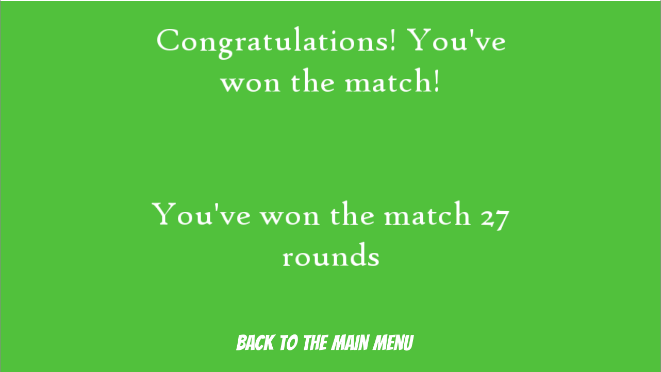 Congratulations! You've
won the match!
You've won the match 27
rounds
BACK TO THE MAIN MENU